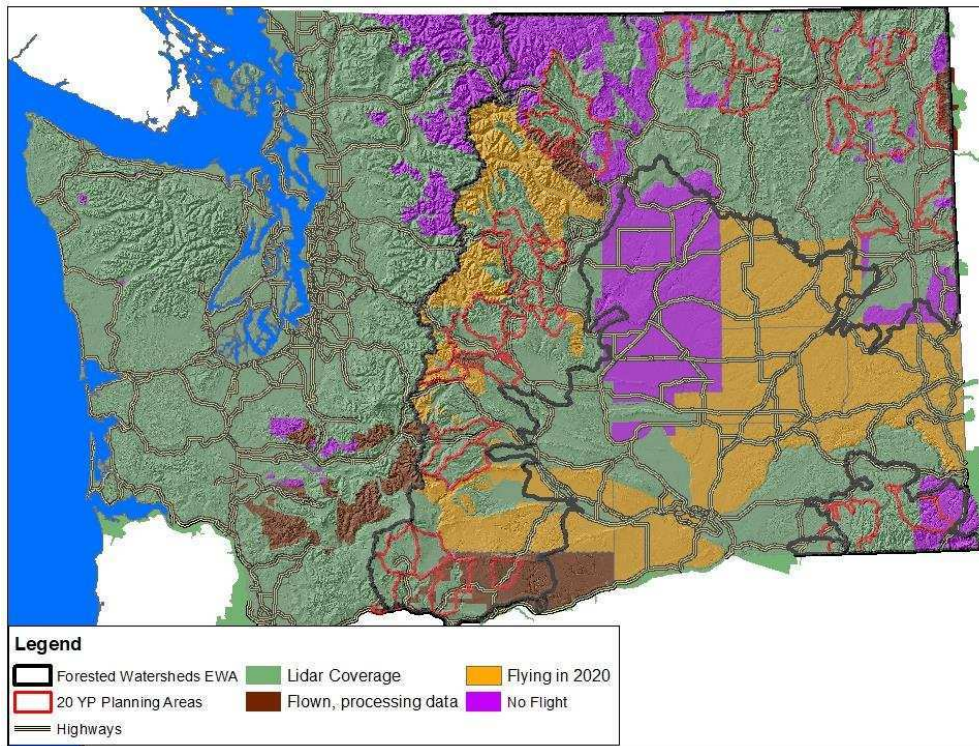 Legend
Forested Watersheds EWA
Lidar Coverage
Flying in 2020
20 YP Planning Areas
Flown, processing data
No Flight
Highways